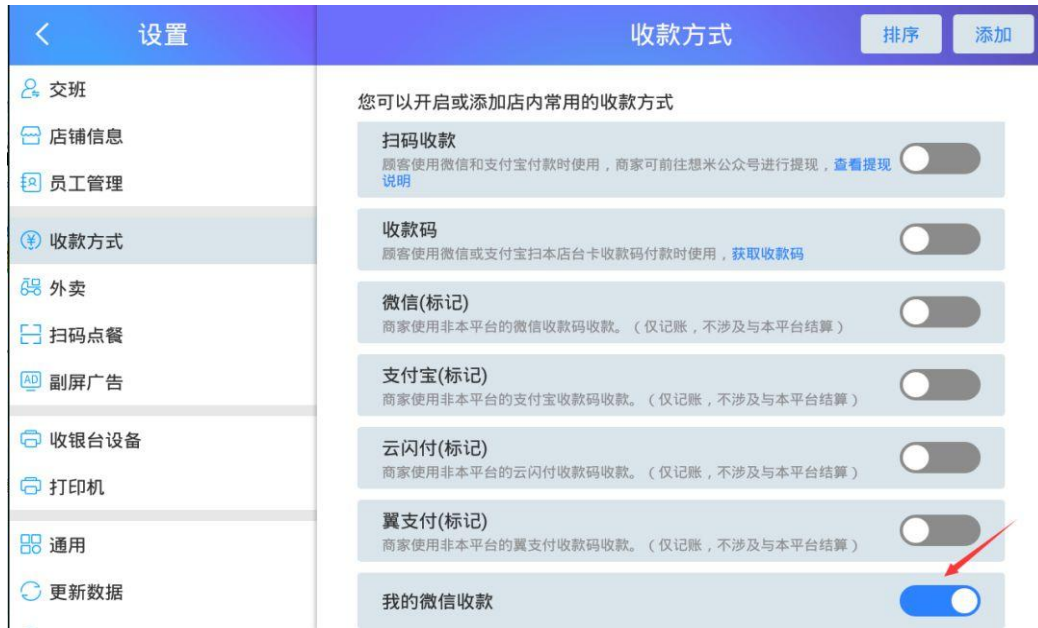 设置
交班
店铺信息
员工管理
收款方式
外卖
扫码点餐
AD
副屏广告
收银台设备
打印机
通用
更新数据
收款方式
排序
添加
您可以开启或添加店内常用的收款方式
扫码收款
顾客使用微信和支付宝付款时使用，商家可前往想米公众号进行提现，查看提现
说明
收款码
顾客使用微信或支付宝扫本店台卡收款码付款时使用，获取收款码
微信(标记)
商家使用非本平台的微信收款码收款。（仅记账，不涉及与本平台结算）
支付宝(标记)
商家使用非本平台的支付宝收款码收款。（仅记账，不涉及与本平台结算）
云闪付(标记)
商家使用非本平台的云闪付收款码收款。（仅记账，不涉及与本平台结算）
翼支付(标记)
商家使用非本平台的翼支付收款码收款。（仅记账，不涉及与本平台结算）
我的微信收款